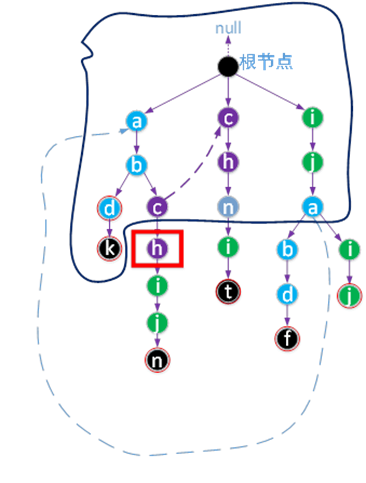 null
根节点
a c i
b h j
d c n a
k h i b i
i t d j
j f
n